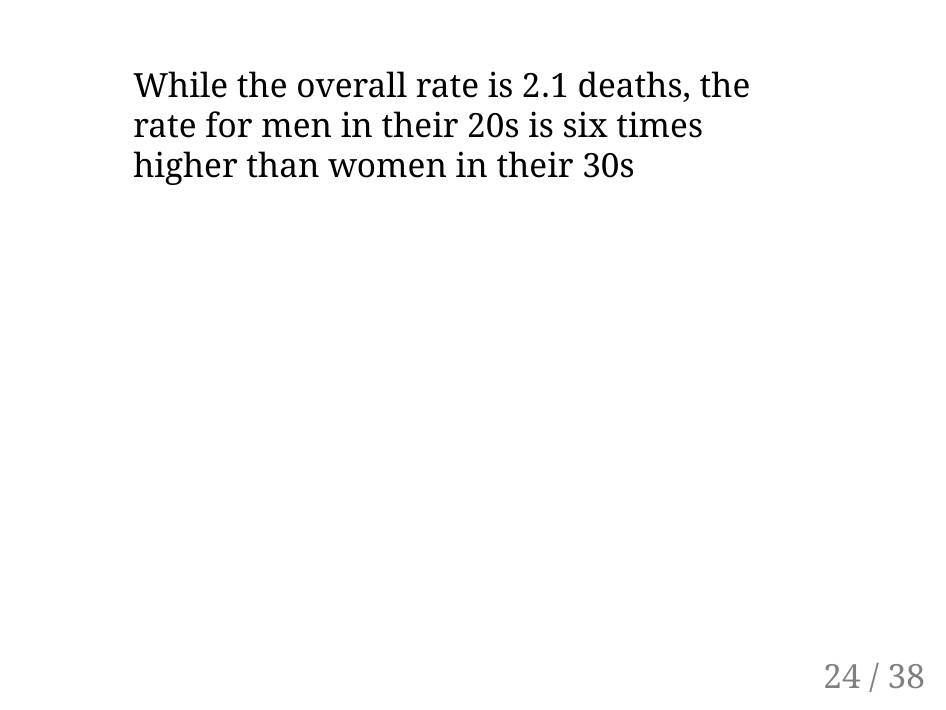 While the overall rate is 2.1 deaths, the
rate for men in their 20s is six times
higher than women in their 30s
24 / 38